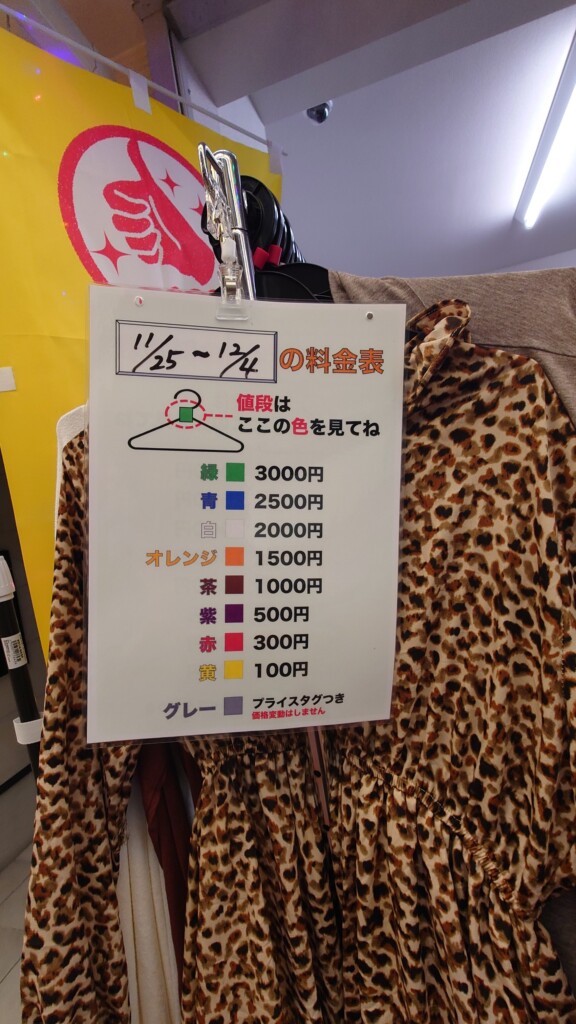 11/25~12/4の料金表
値段は
ここの色を見てね
緑 3000円
青 2500円
白 2000円
オレンジ 1500円
茶 1000円
紫 500円
赤 300円
黄 100円
グレー プライスタグつき
価格変動はしません